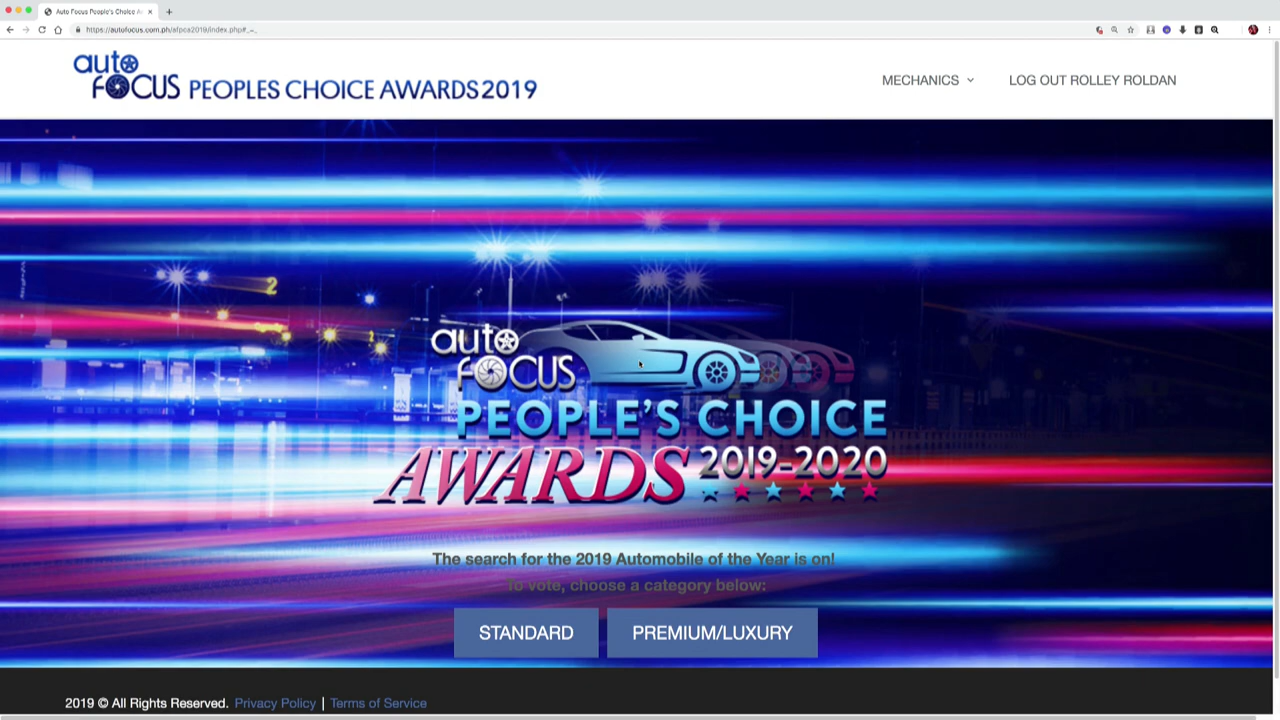 Auto Focus People's Choice A
https://autofocus.com.ph/afpca2019/index.php#_=_
auto FOCUS PEOPLES CHOICE AWARDS 2019
MECHANICS
LOG OUT ROLLEY ROLDAN
auto
FOCUS
PEOPLE'S CHOICE
AWARDS 2019-2020
The search for the 2019 Automobile of the Year is on!
To vote, choose a category below:
STANDARD
PREMIUM/LUXURY
2019 © All Rights Reserved. Privacy Policy | Terms of Service